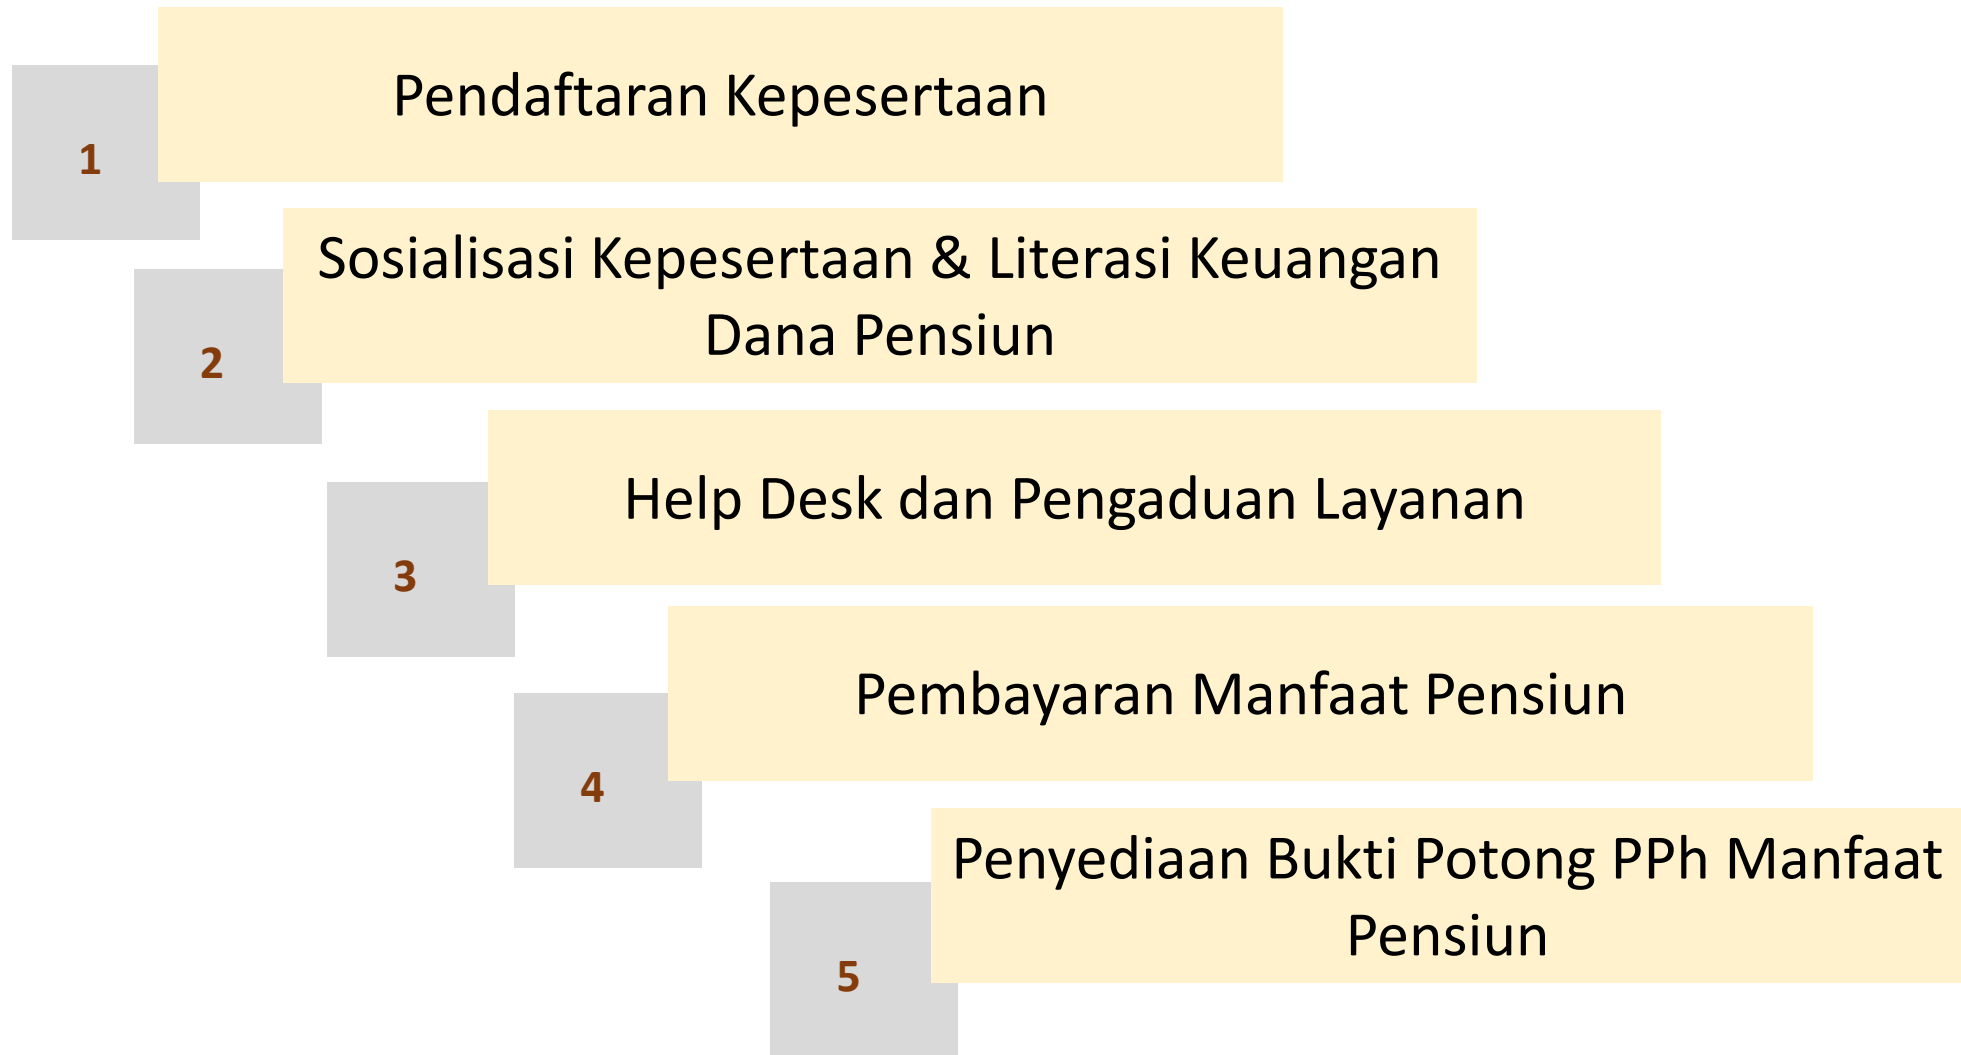 1
Pendaftaran Kepesertaan
2
Sosialisasi Kepesertaan & Literasi Keuangan
Dana Pensiun
3
Help Desk dan Pengaduan Layanan
4
Pembayaran Manfaat Pensiun
5
Penyediaan Bukti Potong PPh Manfaat
Pensiun